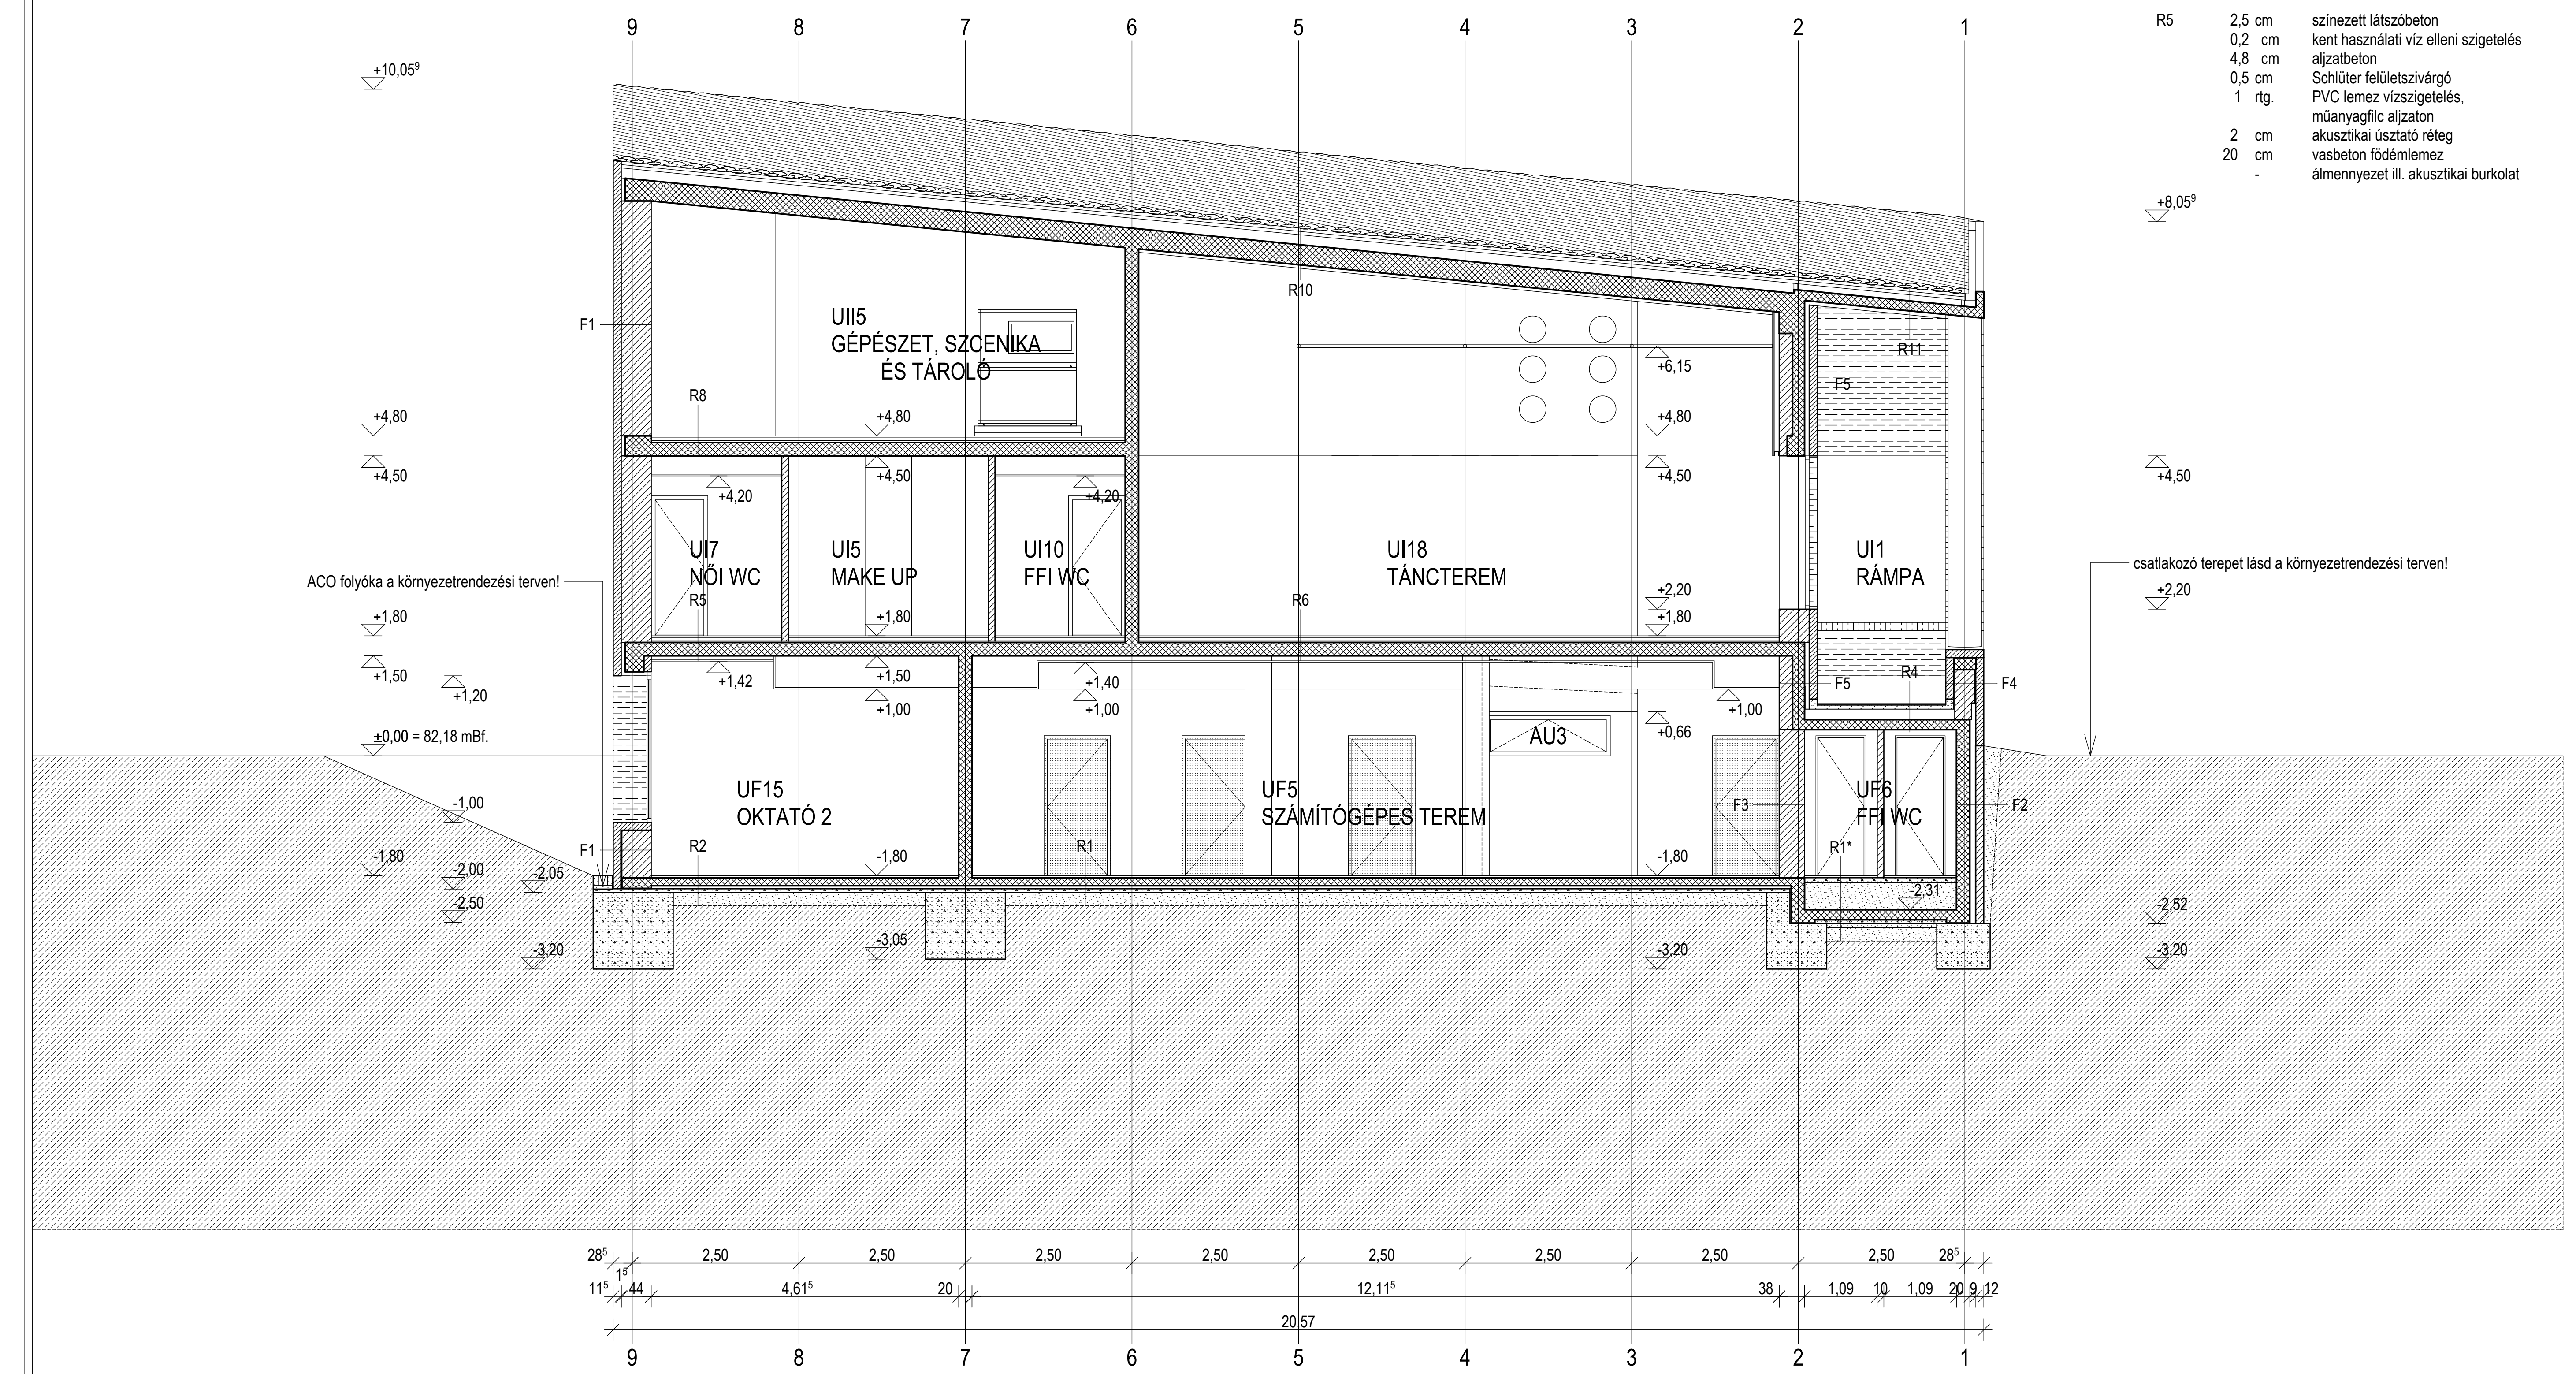 9 8 7 6 5 4 3 2 1
R5 2,5 cm színezett látszóbeton
0,2 cm kent használati víz elleni szigetelés
4,8 cm aljzatbeton
0,5 cm Schlüter felületszivárgó
1 rtg. PVC lemez vízszigetelés,
műanyagfilc aljzaton
2 cm akusztikai úsztató réteg
20 cm vasbeton födémlemez
- álmennyezet ill. akusztikai burkolat
+10,05⁹
+8,05⁹
R10
F1
UII5
GÉPÉSZET, SZCENIKA
ÉS TÁROLÓ
R11
+6,15
F5
R8
+4,80 +4,80 +4,80
+4,50 +4,50 +4,50 +4,50
+4,20 +4,20
UI7
NŐI WC
UI5
MAKE UP
UI10
FFI WC
UI18
TÁNCTEREM
UI1
RÁMPA
ACO folyóka a környezetrendezési terven!
csatlakozó terepet lásd a környezetrendezési terven!
R5 R6
+2,20 +2,20
+1,80 +1,80 +1,80
+1,50 +1,50
+1,42 +1,40
F5 R4 F4
+1,20
+1,00 +1,00 +1,00
+0,66
±0,00 = 82,18 mBf.
AU3
UF15
OKTATÓ 2
UF5
SZÁMÍTÓGÉPES TEREM
UF6
FFI WC
-1,00
F3 F2
F1 R2 R1 R1*
-1,80 -1,80 -1,80
-2,00 -2,05
-2,31
-2,50 -2,52
-3,05
-3,20 -3,20 -3,20
28⁵ 2,50 2,50 2,50 2,50 2,50 2,50 2,50 2,50 28⁵
1⁵
11⁵ 44 4,61⁵ 20 12,11⁵ 38 1,09 10 1,09 20 9 12
20,57
9 8 7 6 5 4 3 2 1